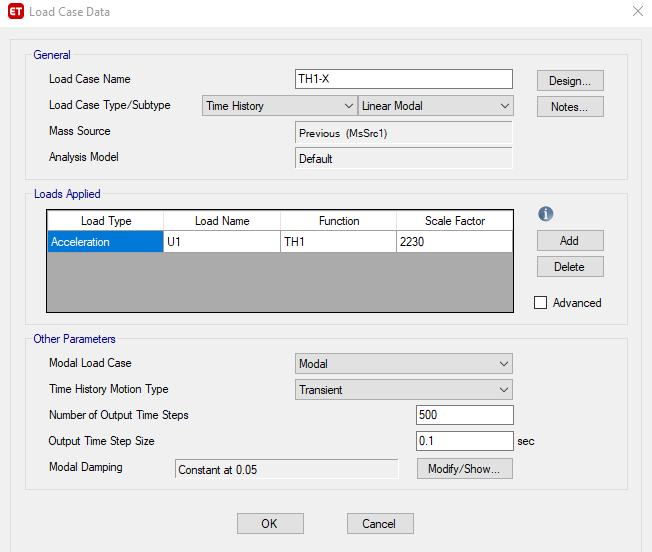 ET Load Case Data
General
Load Case Name TH1-X Design...
Load Case Type/Subtype Time History Linear Modal Notes...
Mass Source Previous (MsSrc1)
Analysis Model Default
Loads Applied
Load Type Load Name Function Scale Factor
Acceleration U1 TH1 2230
Add
Delete
Advanced
Other Parameters
Modal Load Case Modal
Time History Motion Type Transient
Number of Output Time Steps 500
Output Time Step Size 0.1 sec
Modal Damping Constant at 0.05 Modify/Show...
OK Cancel